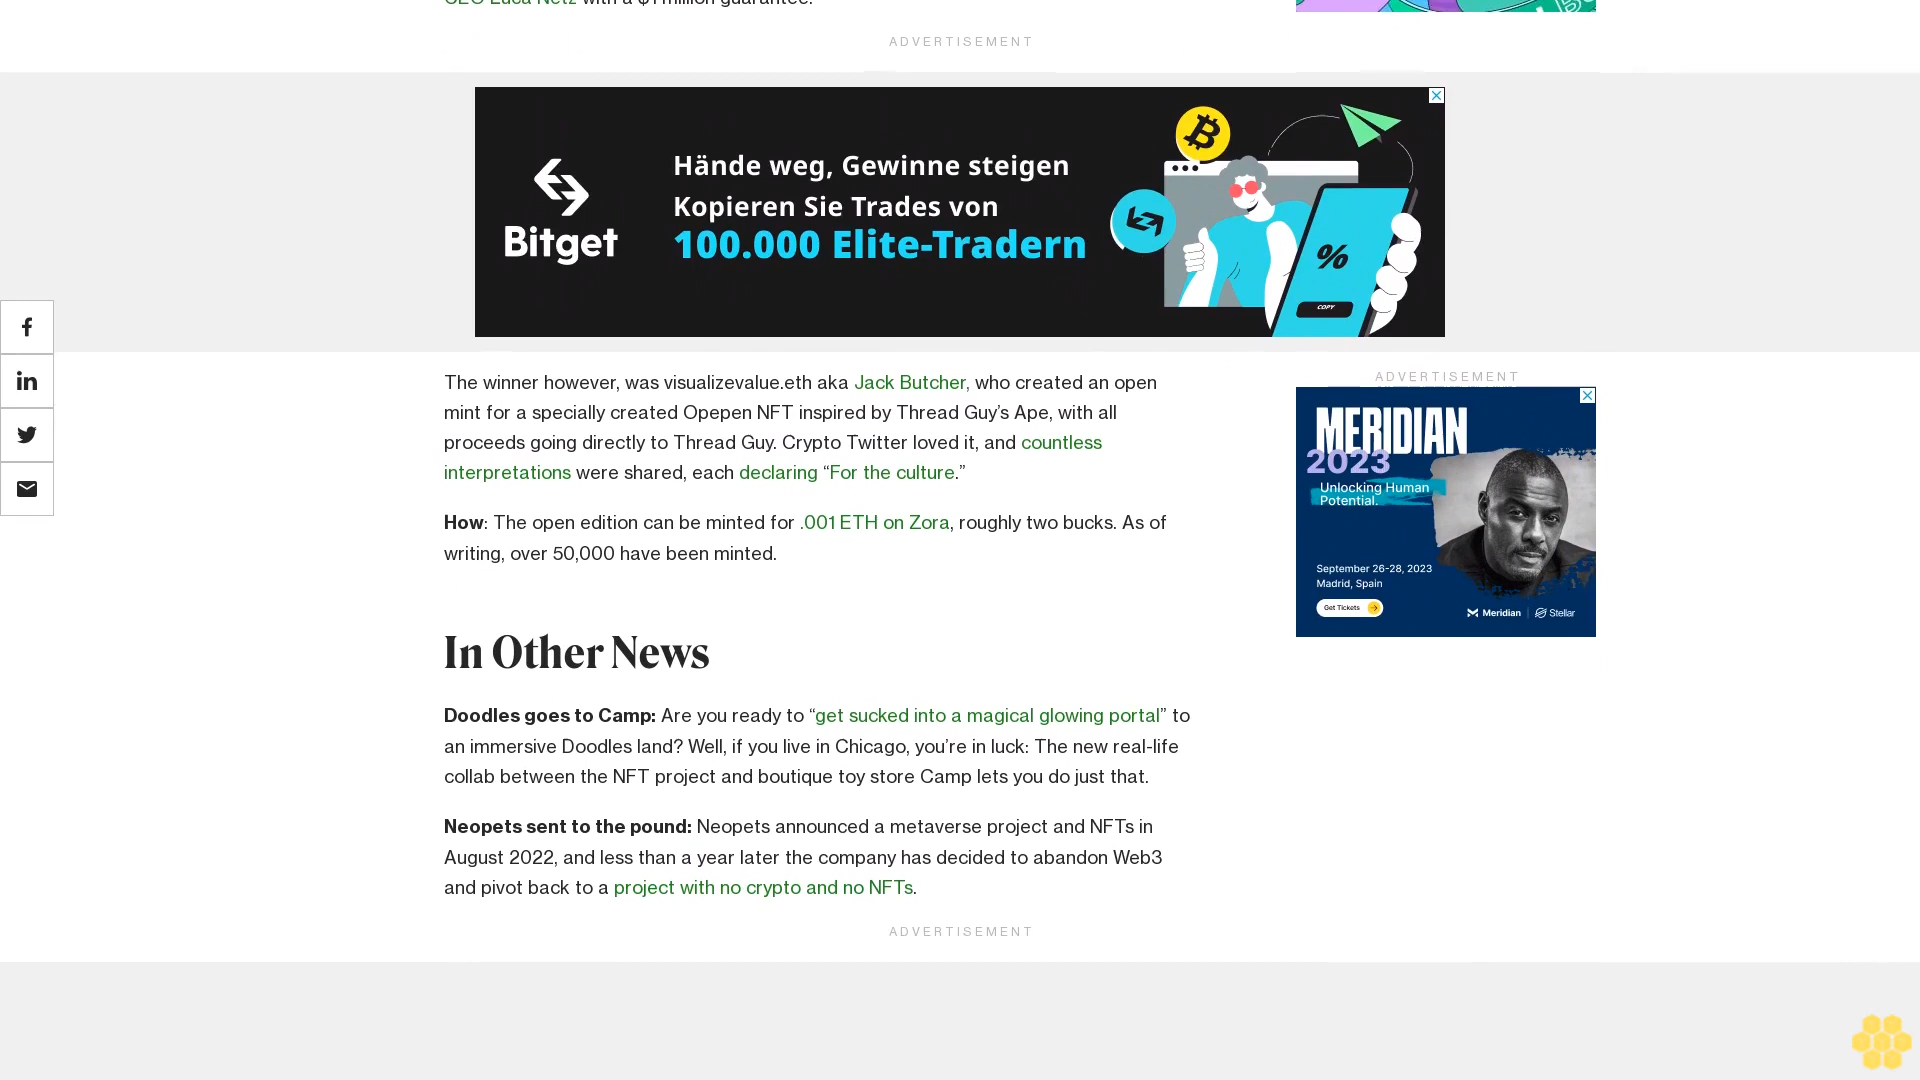 CEO Luca Netz with a $1 million guarantee.
ADVERTISEMENT
Bitget
Hände weg, Gewinne steigen
Kopieren Sie Trades von
100.000 Elite-Tradern
%
COPY
The winner however, was visualizevalue.eth aka Jack Butcher, who created an open
mint for a specially created Opepen NFT inspired by Thread Guy’s Ape, with all
proceeds going directly to Thread Guy. Crypto Twitter loved it, and countless
interpretations were shared, each declaring “For the culture.”
How: The open edition can be minted for .001 ETH on Zora, roughly two bucks. As of
writing, over 50,000 have been minted.
ADVERTISEMENT
MERIDIAN
2023
Unlocking Human
Potential.
September 26-28, 2023
Madrid, Spain
Get Tickets
Meridian | Stellar
In Other News
Doodles goes to Camp: Are you ready to “get sucked into a magical glowing portal” to
an immersive Doodles land? Well, if you live in Chicago, you’re in luck: The new real-life
collab between the NFT project and boutique toy store Camp lets you do just that.
Neopets sent to the pound: Neopets announced a metaverse project and NFTs in
August 2022, and less than a year later the company has decided to abandon Web3
and pivot back to a project with no crypto and no NFTs.
ADVERTISEMENT